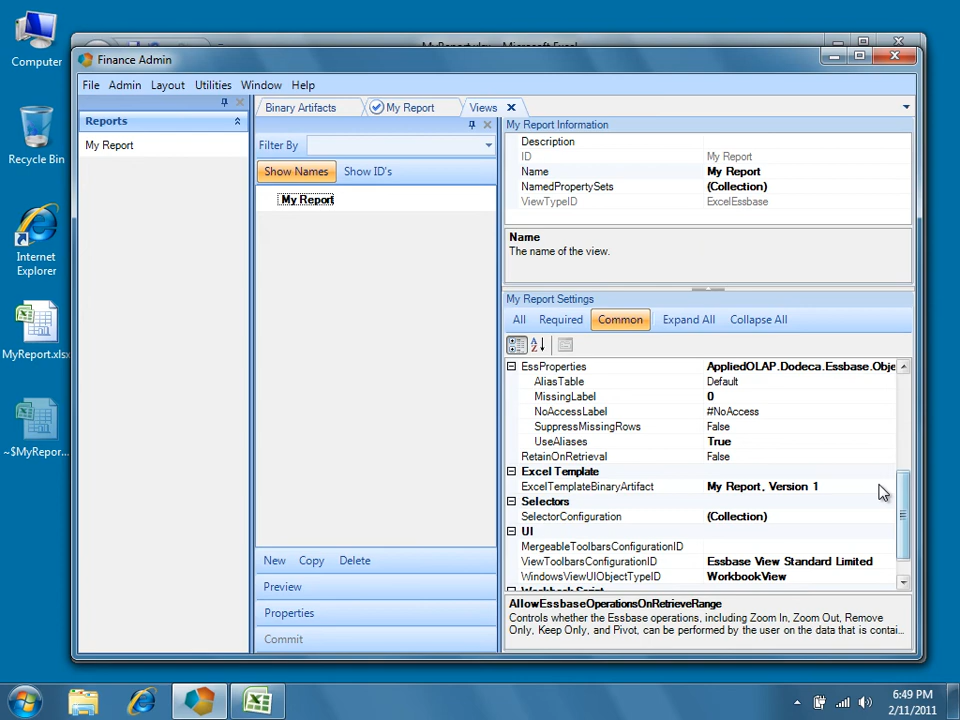 Computer
Recycle Bin
Internet
Explorer
MyReport.xlsx
~$MyRepor...
Finance Admin
File Admin Layout Utilities Window Help
Reports
My Report
Binary Artifacts My Report Views
Filter By
Show Names Show ID's
My Report
New Copy Delete
Preview
Properties
Commit
My Report Information
Description
ID My Report
Name My Report
NamedPropertySets (Collection)
ViewTypeID ExcelEssbase
Name
The name of the view.
My Report Settings
All Required Common Expand All Collapse All
EssProperties AppliedOLAP.Dodeca.Essbase.Obje
AliasTable Default
MissingLabel 0
NoAccessLabel #NoAccess
SuppressMissingRows False
UseAliases True
RetainOnRetrieval False
Excel Template
ExcelTemplateBinaryArtifact My Report, Version 1
Selectors
SelectorConfiguration (Collection)
UI
MergeableToolbarsConfigurationID
ViewToolbarsConfigurationID Essbase View Standard Limited
WindowsViewUIObjectTypeID WorkbookView
Workbook Script
AllowEssbaseOperationsOnRetrieveRange
Controls whether the Essbase operations, including Zoom In, Zoom Out, Remove
Only, Keep Only, and Pivot, can be performed by the user on the data that is contai...
6:49 PM
2/11/2011